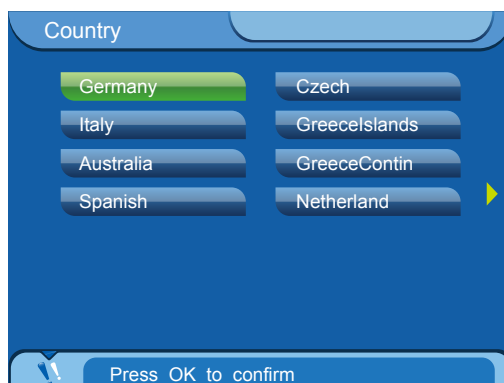 Country
Germany
Czech
Italy
GreeceIslands
Australia
GreeceContin
Spanish
Netherland
Press OK to confirm